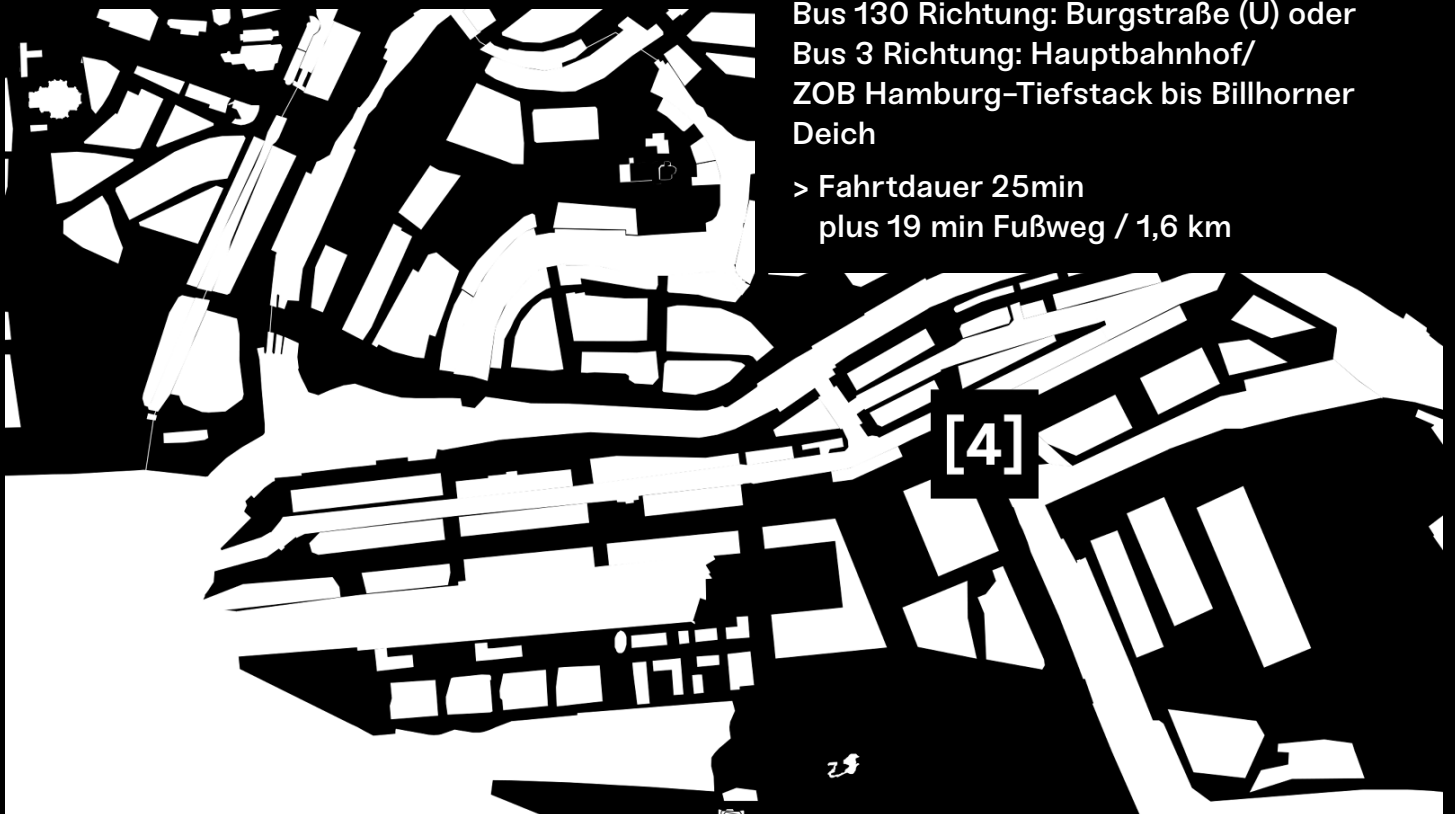 Bus 130 Richtung: Burgstraße (U) oder
Bus 3 Richtung: Hauptbahnhof/
ZOB Hamburg–Tiefstack bis Billhorner
Deich
> Fahrtdauer 25min
plus 19 min Fußweg / 1,6 km
[4]